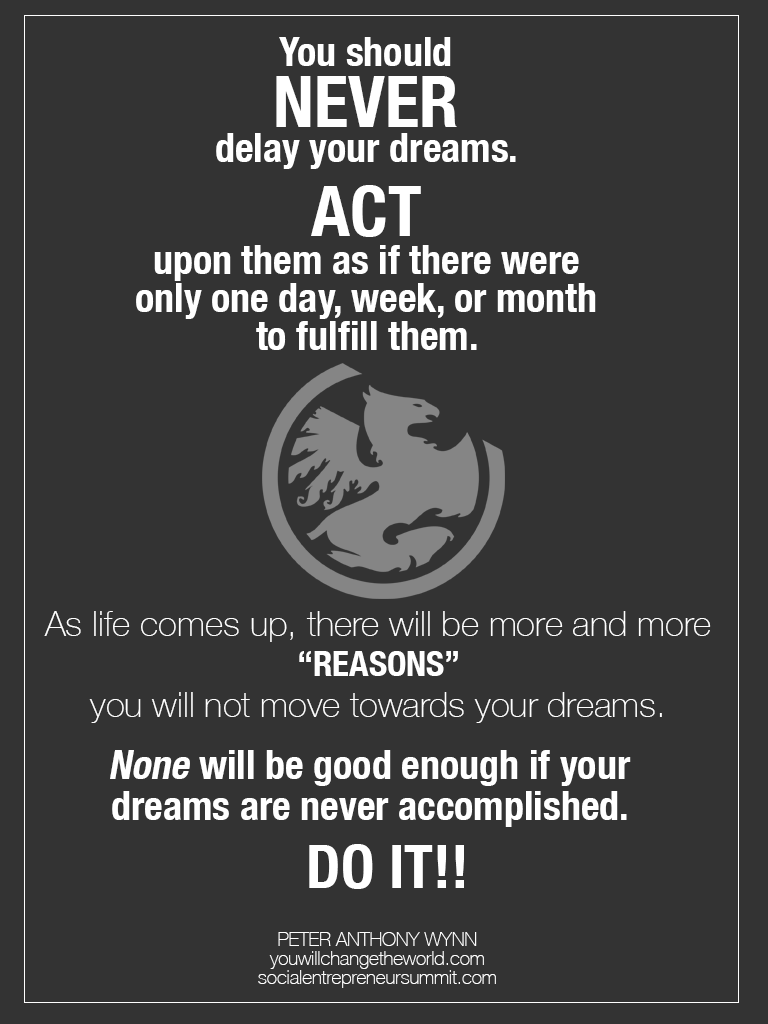 You should
NEVER
delay your dreams.
ACT
upon them as if there were
only one day, week, or month
to fulfill them.
As life comes up, there will be more and more
“REASONS”
you will not move towards your dreams.
None will be good enough if your
dreams are never accomplished.
DO IT!!
PETER ANTHONY WYNN
youwillchangetheworld.com
socialentrepreneursummit.com